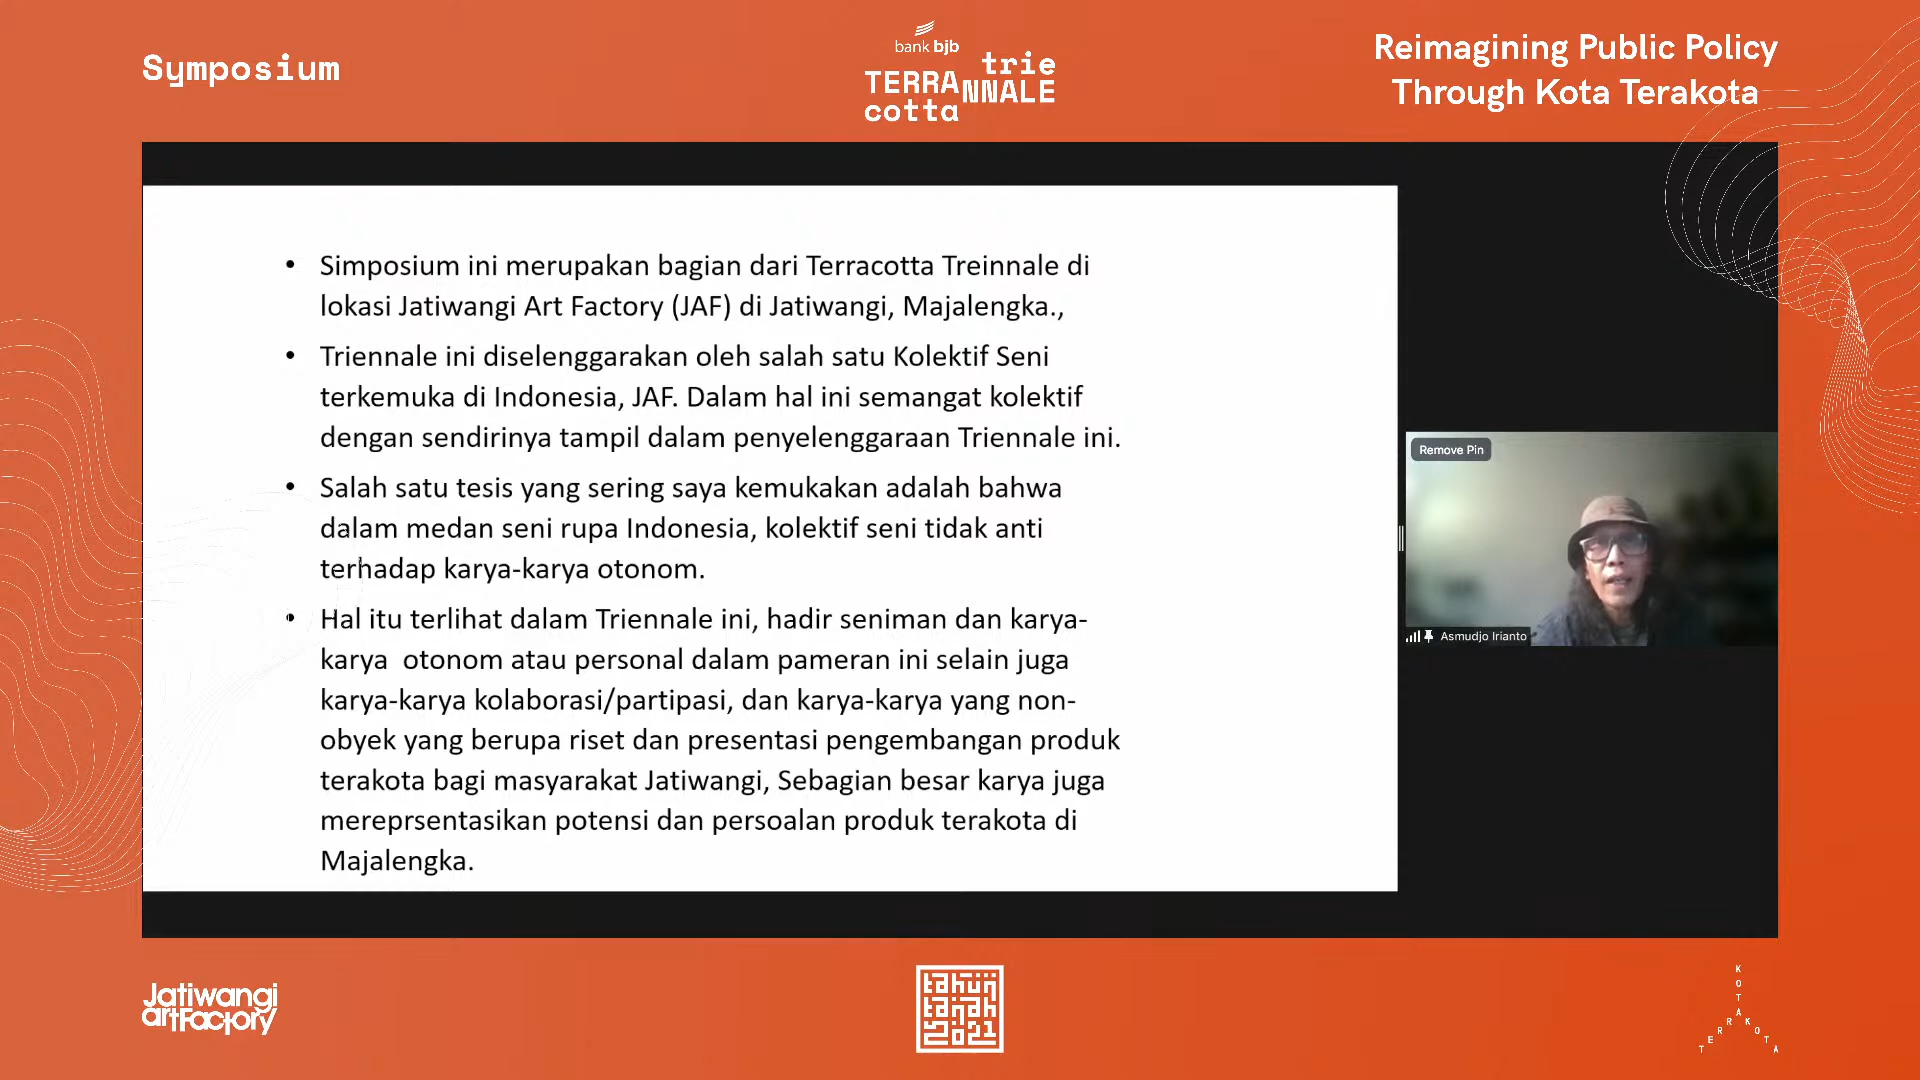 Symposium
bank bjb
TERRA
cotta
trie
NNALE
Reimagining Public Policy
Through Kota Terakota
• Simposium ini merupakan bagian dari Terracotta Treinnale di
lokasi Jatiwangi Art Factory (JAF) di Jatiwangi, Majalengka.,
• Triennale ini diselenggarakan oleh salah satu Kolektif Seni
terkemuka di Indonesia, JAF. Dalam hal ini semangat kolektif
dengan sendirinya tampil dalam penyelenggaraan Triennale ini.
• Salah satu tesis yang sering saya kemukakan adalah bahwa
dalam medan seni rupa Indonesia, kolektif seni tidak anti
terhadap karya-karya otonom.
• Hal itu terlihat dalam Triennale ini, hadir seniman dan karya-
karya  otonom atau personal dalam pameran ini selain juga
karya-karya kolaborasi/partipasi, dan karya-karya yang non-
obyek yang berupa riset dan presentasi pengembangan produk
terakota bagi masyarakat Jatiwangi, Sebagian besar karya juga
mereprsentasikan potensi dan persoalan produk terakota di
Majalengka.
Remove Pin
Asmudjo Irianto
Jatiwangi
artFactory
tahun
tanah
2021
KOTA
TERRAKOTA